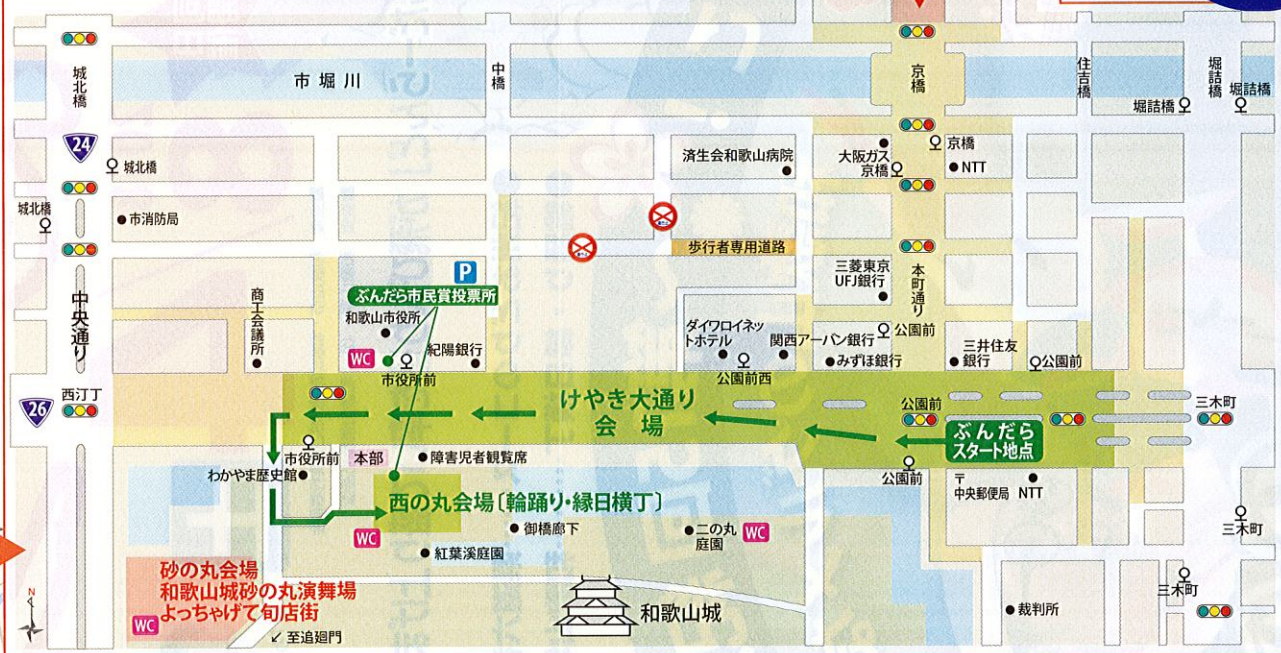 城北橋
市堀川
中橋
京橋
住吉橋
堀詰橋
堀詰橋
堀詰橋
24
城北橋
城北橋
市消防局
済生会和歌山病院
大阪ガス
京橋
京橋
NTT
歩行者専用道路
中央通り
商工会議所
P
ぶんだら市民賞投票所
和歌山市役所
WC
市役所前
紀陽銀行
三菱東京
UFJ銀行
本町通り
ダイワロイネッ
トホテル
公園前西
関西アーバン銀行
公園前
みずほ銀行
三井住友
銀行
公園前
26
西汀丁
けやき大通り
会場
公園前
ぶんだら
スタート地点
三木町
市役所前
本部
障害児者観覧席
わかやま歴史館
公園前
〒
中央郵便局
NTT
西の丸会場〔輪踊り・縁日横丁〕
WC
御橋廊下
二の丸
庭園
WC
紅葉渓庭園
三木町
三木町
砂の丸会場
和歌山城砂の丸演舞場
よっちゃげて旬店街
WC
N
↙至追廻門
和歌山城
裁判所